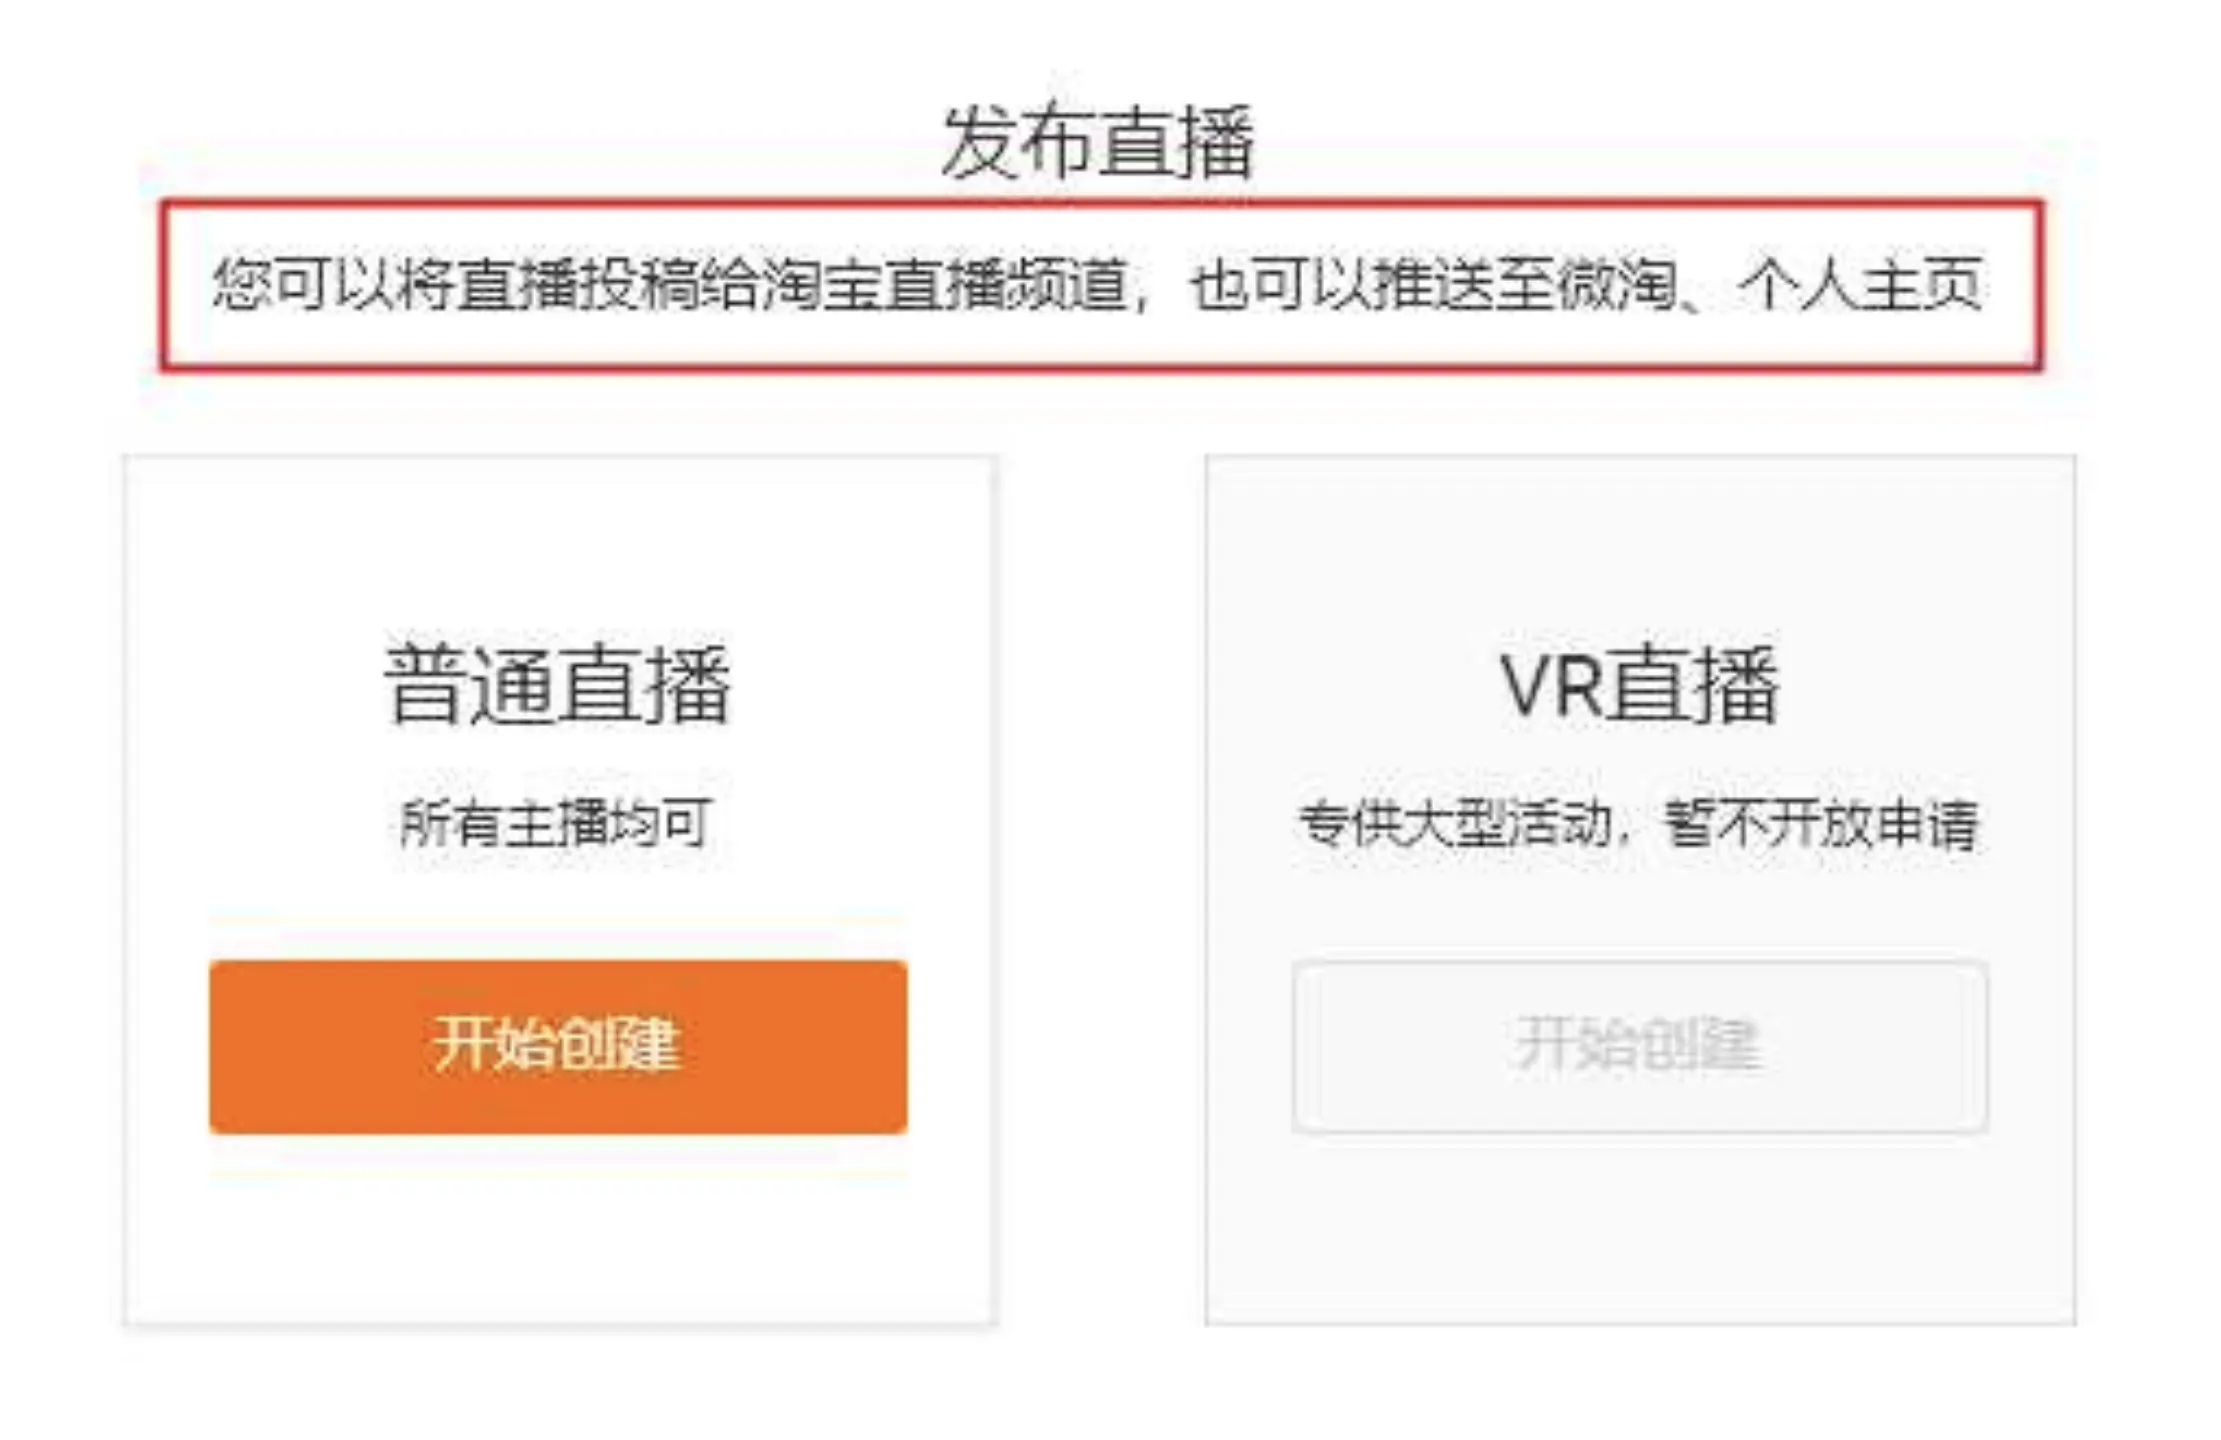 发布直播
您可以将直播投稿给淘宝直播频道，也可以推送至微淘、个人主页
普通直播
所有主播均可
开始创建
VR直播
专供大型活动，暂不开放申请
开始创建